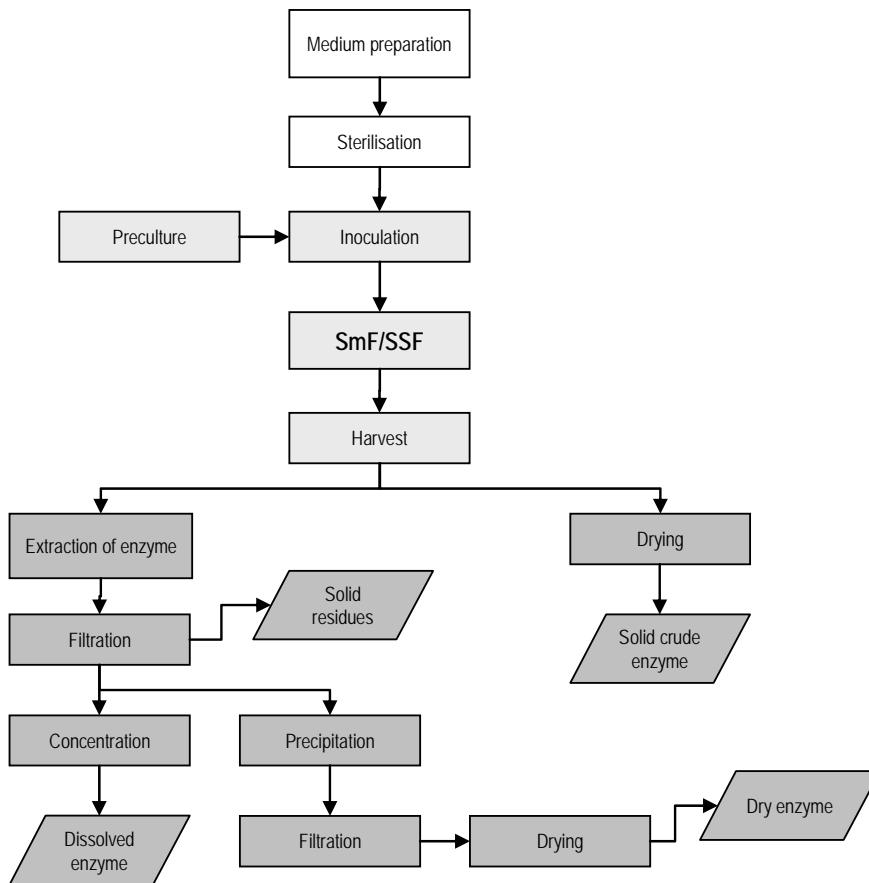 Medium preparation
Sterilisation
Preculture
Inoculation
SmF/SSF
Harvest
Extraction of enzyme
Drying
Solid
residues
Filtration
Solid crude
enzyme
Concentration
Precipitation
Dry enzyme
Dissolved
enzyme
Filtration
Drying